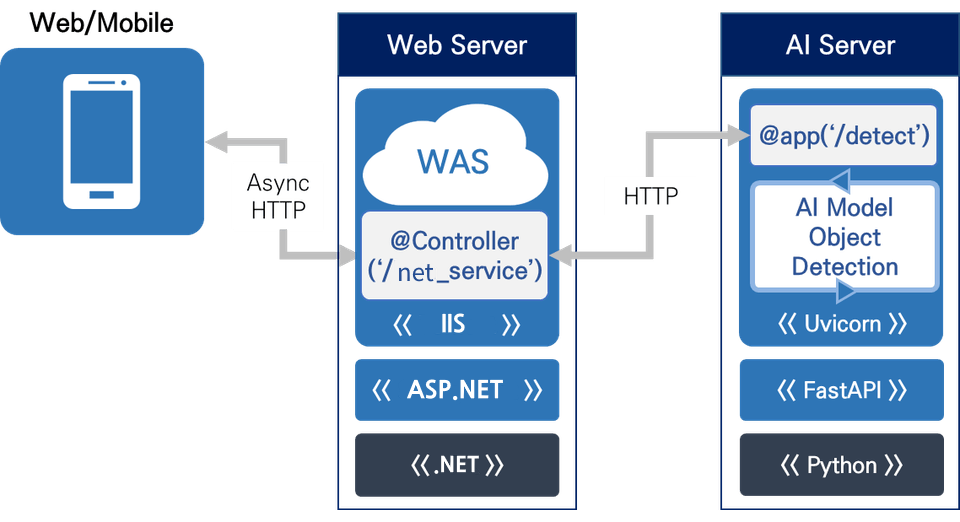 Web/Mobile
Async
HTTP
Web Server
WAS
@Controller
(‘/net_service’)
《 IIS 》
《 ASP.NET 》
《 .NET 》
HTTP
AI Server
@app(‘/detect’)
AI Model
Object
Detection
《 Uvicorn 》
《 FastAPI 》
《 Python 》